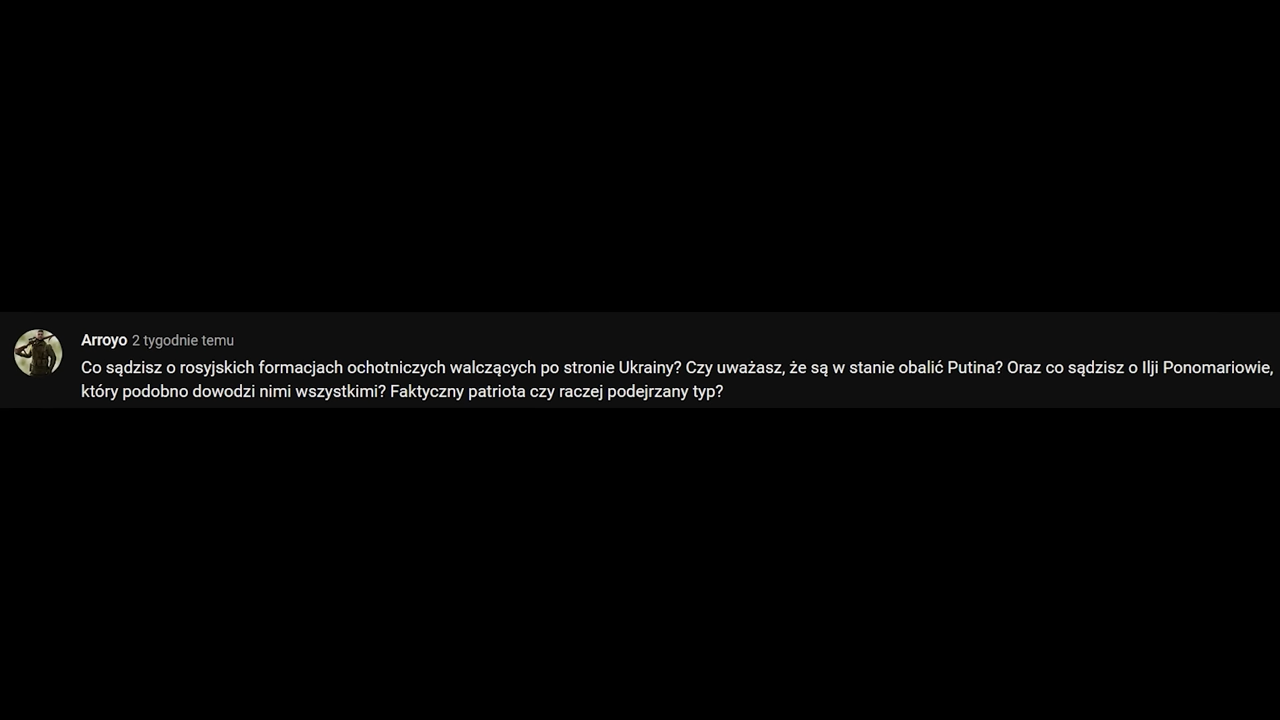 Arroyo 2 tygodnie temu
Co sądzisz o rosyjskich formacjach ochotniczych walczących po stronie Ukrainy? Czy uważasz, że są w stanie obalić Putina? Oraz co sądzisz o Ilji Ponomariowie,
który podobno dowodzi nimi wszystkimi? Faktyczny patriota czy raczej podejrzany typ?